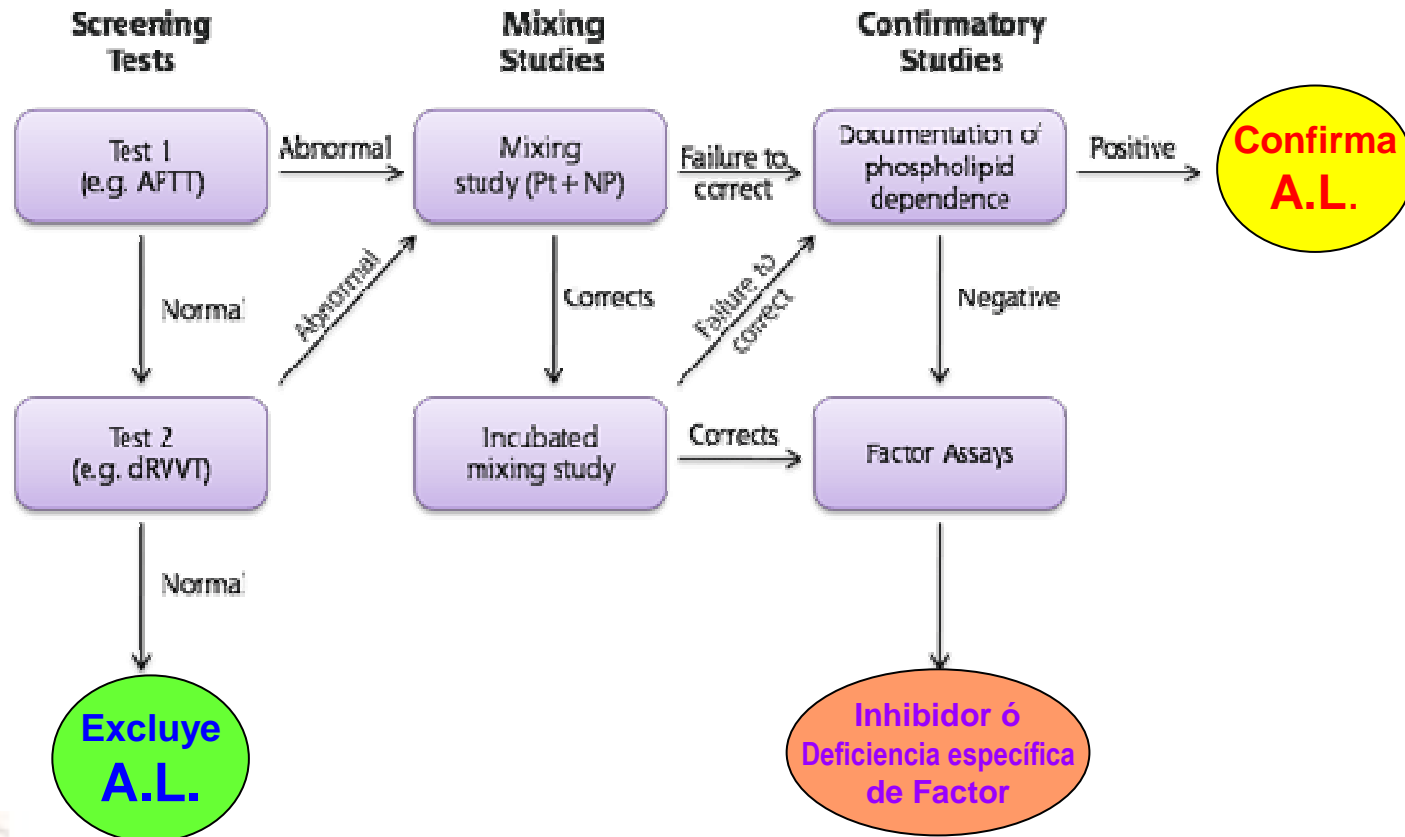 Screening
Tests
Mixing
Studies
Confirmatory
Studies
Test 1
(e.g. APTT)
Abnormal
Mixing
study (Pt + NP)
Failure to
correct
Documentation of
phospholipid
dependence
Positive
Confirma
A.L.
Normal
Abnormal
Corrects
Failure to
correct
Negative
Test 2
(e.g. dRVVT)
Incubated
mixing study
Corrects
Factor Assays
Normal
Excluye
A.L.
Inhibidor ó
Deficiencia específica
de Factor